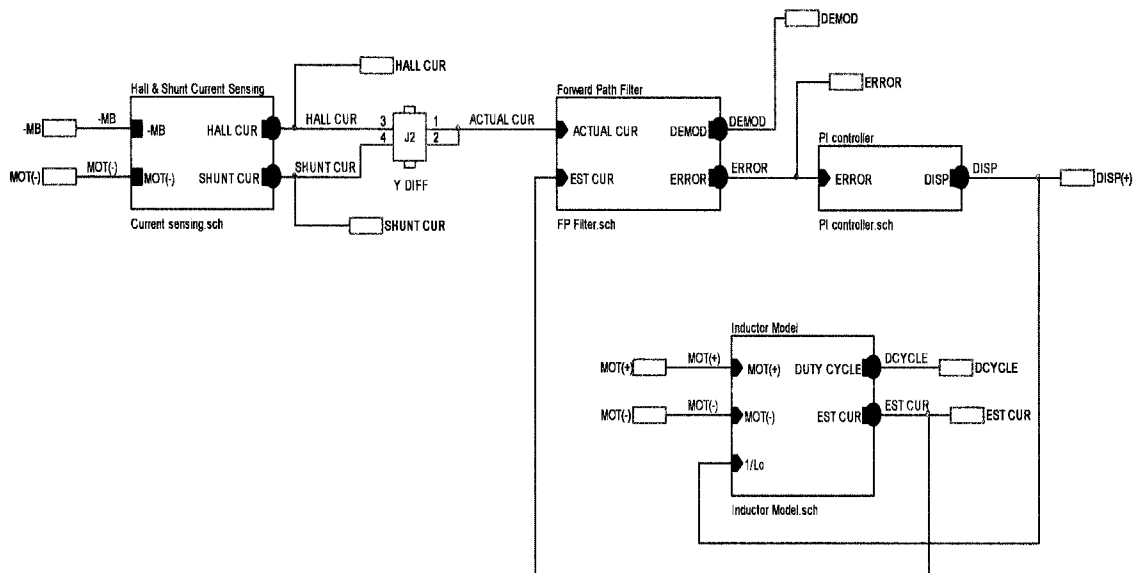 DEMOD
HALL CUR
ERROR
Hall & Shunt Current Sensing
-MB
-MB
-MB
HALL CUR
HALL CUR
3
4
J2
1
2
ACTUAL CUR
MOT(-)
MOT(-)
MOT(-)
SHUNT CUR
SHUNT CUR
Y DIFF
Current sensing.sch
SHUNT CUR
Forward Path Filter
ACTUAL CUR
DEMOD
DEMOD
EST CUR
ERROR
ERROR
FP Filter.sch
PI controller
ERROR
DISP
DISP
DISP(+)
PI controller.sch
Inductor Model
MOT(+)
MOT(+)
MOT(+)
DUTY CYCLE
DCYCLE
DCYCLE
MOT(-)
MOT(-)
MOT(-)
EST CUR
EST CUR
EST CUR
1/Lo
Inductor Model.sch